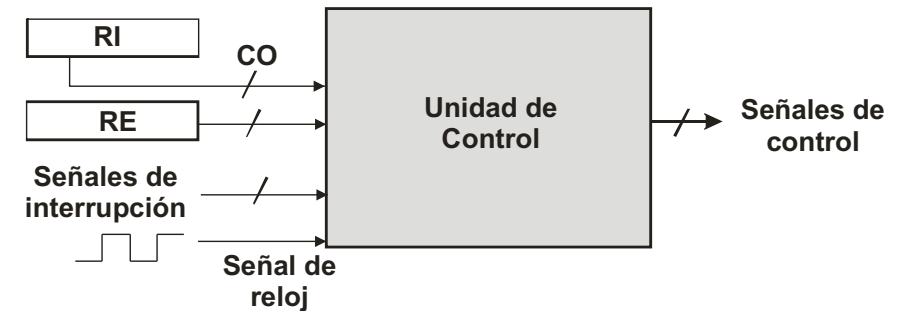 RI
CO
RE
Señales de
interrupción
Señal de
reloj
Unidad de
Control
Señales de
control